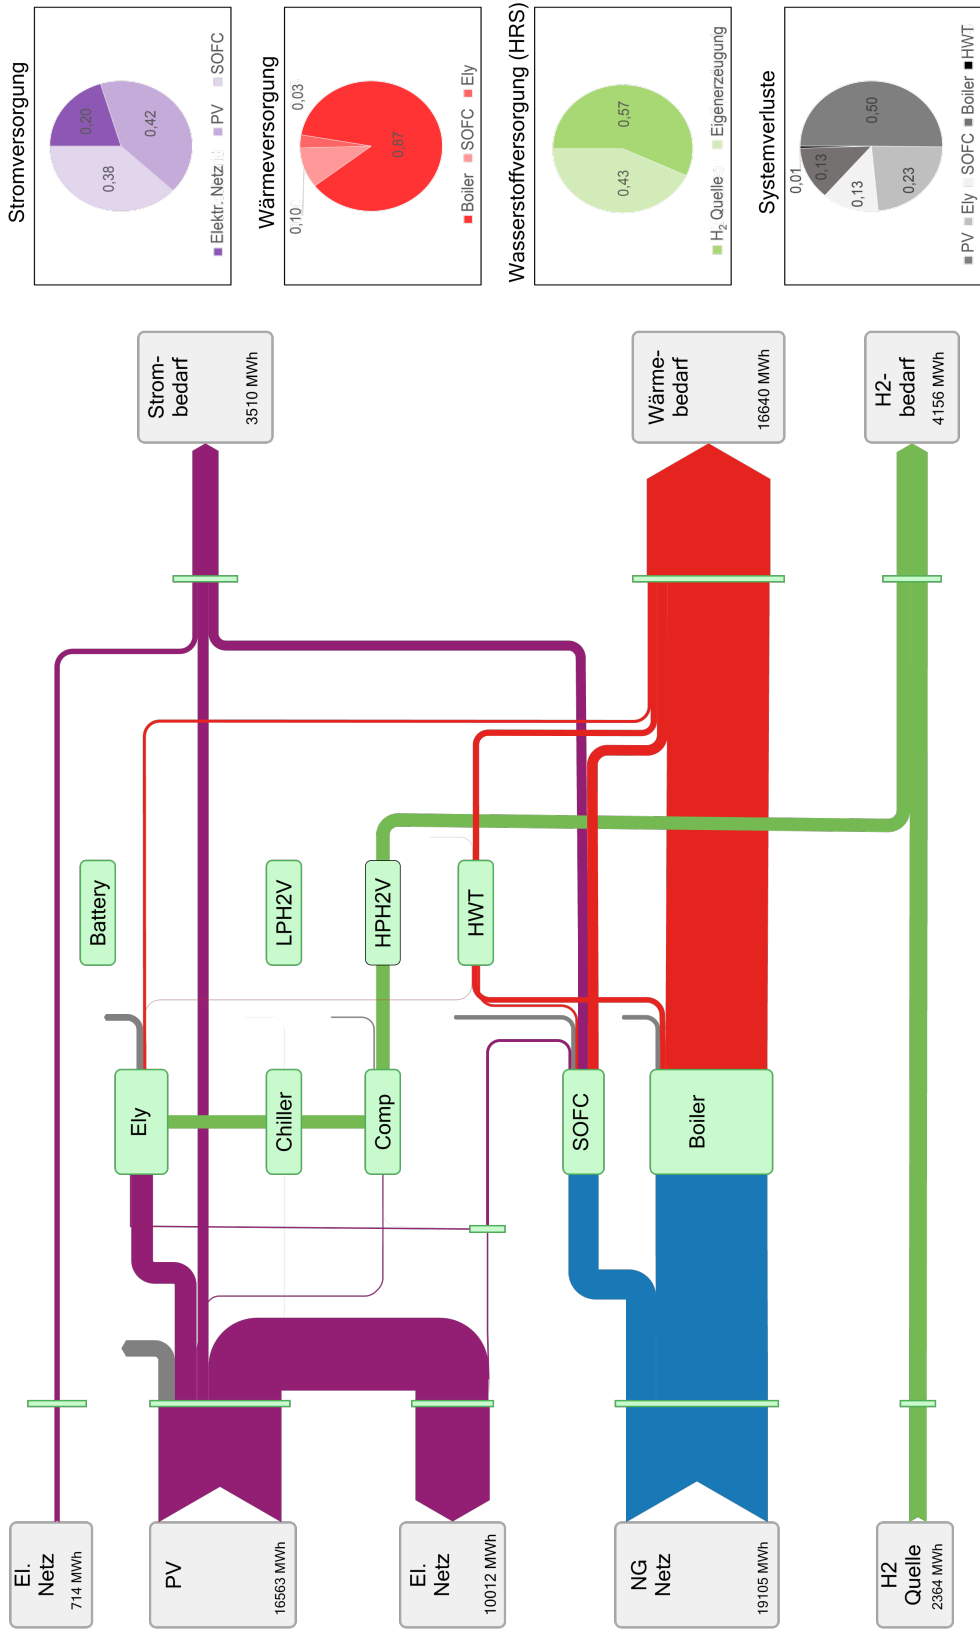 El.
Netz
714 MWh
PV
16563 MWh
El.
Netz
10012 MWh
NG
Netz
19105 MWh
H2
Quelle
2364 MWh
Ely
Chiller
Comp
SOFC
Boiler
Battery
LPH2V
HPH2V
HWT
Strom-
bedarf
3510 MWh
Wärme-
bedarf
16640 MWh
H2-
bedarf
4156 MWh
Stromversorgung
0,20
0,38
0,42
Elektr. Netz PV SOFC
Wärmeversorgung
0,10
0,03
0,87
Boiler SOFC Ely
Wasserstoffversorgung (HRS)
0,43
0,57
H₂ Quelle Eigenerzeugung
Systemverluste
0,01
0,13
0,13
0,50
0,23
PV Ely SOFC Boiler HWT